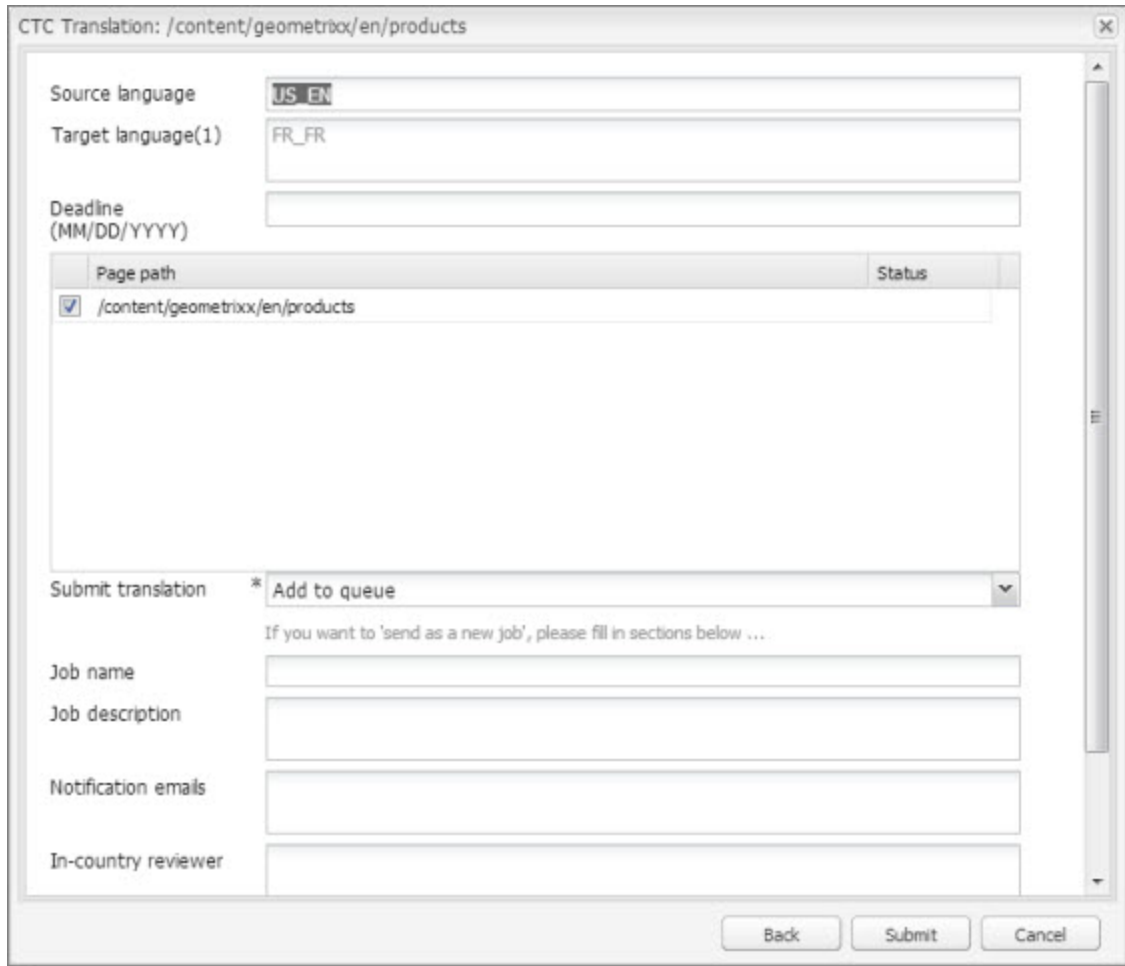 CTC Translation: /content/geometrixx/en/products
Source language
US_EN
Target language(1)
FR_FR
Deadline
(MM/DD/YYYY)
Page path Status
/content/geometrixx/en/products
Submit translation * Add to queue
If you want to 'send as a new job', please fill in sections below ...
Job name
Job description
Notification emails
In-country reviewer
Back Submit Cancel